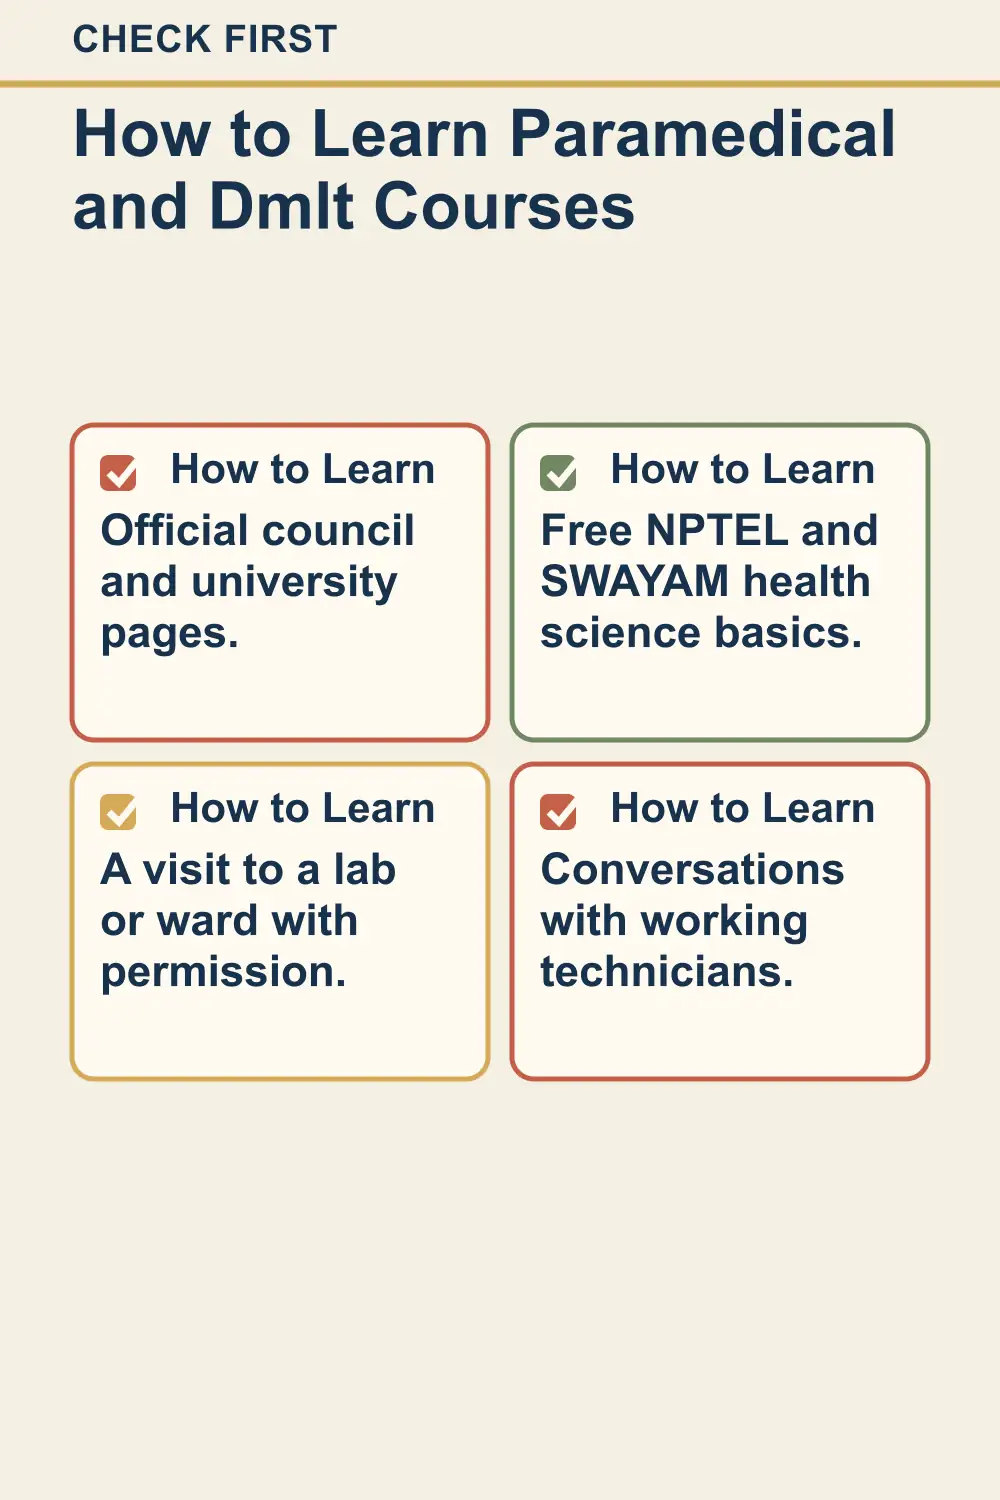 CHECK FIRST
How to Learn Paramedical
and Dmlt Courses
How to Learn
Official council
and university
pages.
How to Learn
Free NPTEL and
SWAYAM health
science basics.
How to Learn
A visit to a lab
or ward with
permission.
How to Learn
Conversations
with working
technicians.